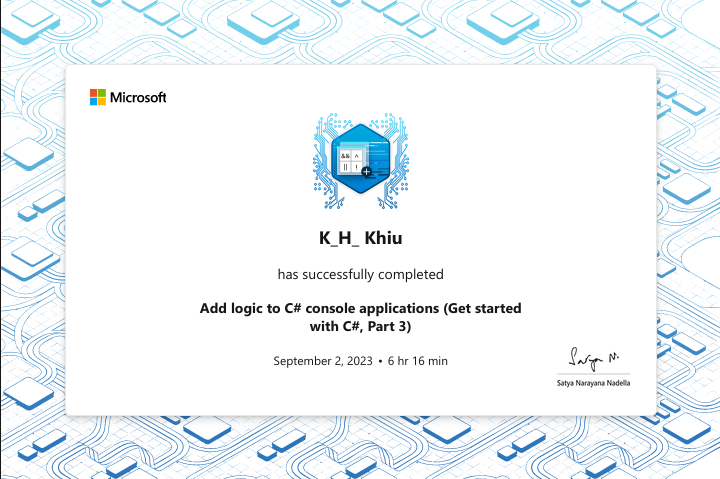 Microsoft
&& ^
|| !
K_H_ Khiu
has successfully completed
Add logic to C# console applications (Get started
with C#, Part 3)
September 2, 2023 • 6 hr 16 min
Satya N.
Satya Narayana Nadella